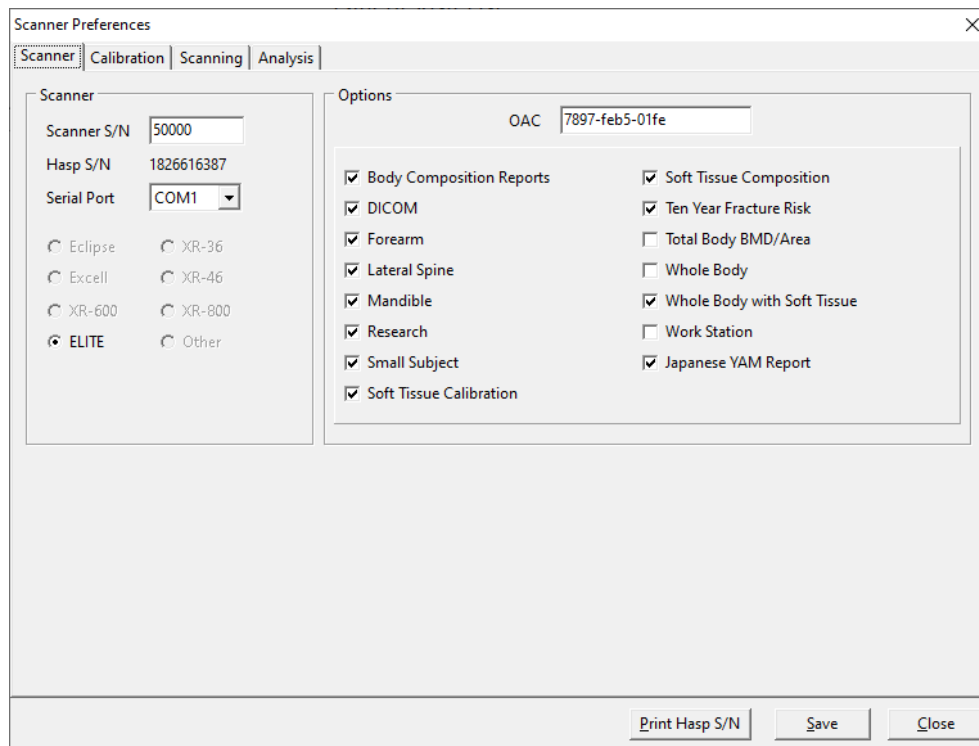 Scanner Preferences
Scanner Calibration Scanning Analysis
Scanner
Scanner S/N 50000
Hasp S/N 1826616387
Serial Port COM1
Eclipse XR-36
Excell XR-46
XR-600 XR-800
ELITE Other
Options
OAC 7897-feb5-01fe
Body Composition Reports
DICOM
Forearm
Lateral Spine
Mandible
Research
Small Subject
Soft Tissue Calibration
Soft Tissue Composition
Ten Year Fracture Risk
Total Body BMD/Area
Whole Body
Whole Body with Soft Tissue
Work Station
Japanese YAM Report
Print Hasp S/N Save Close